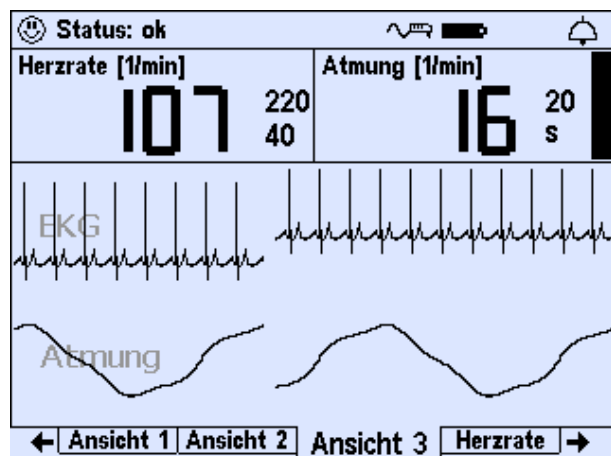 Status: ok
Herzrate [1/min]
107
220
40
Atmung [1/min]
16
20
s
EKG
Atmung
Ansicht 1
Ansicht 2
Ansicht 3
Herzrate